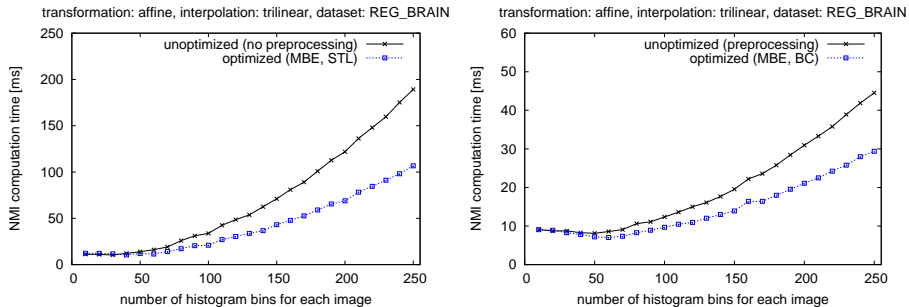 transformation: affine, interpolation: trilinear, dataset: REG_BRAIN
250
200
150
100
50
0
NMI computation time [ms]
unoptimized (no preprocessing)
optimized (MBE, STL)
0 50 100 150 200 250
number of histogram bins for each image
transformation: affine, interpolation: trilinear, dataset: REG_BRAIN
60
50
40
30
20
10
0
NMI computation time [ms]
unoptimized (preprocessing)
optimized (MBE, BC)
0 50 100 150 200 250
number of histogram bins for each image